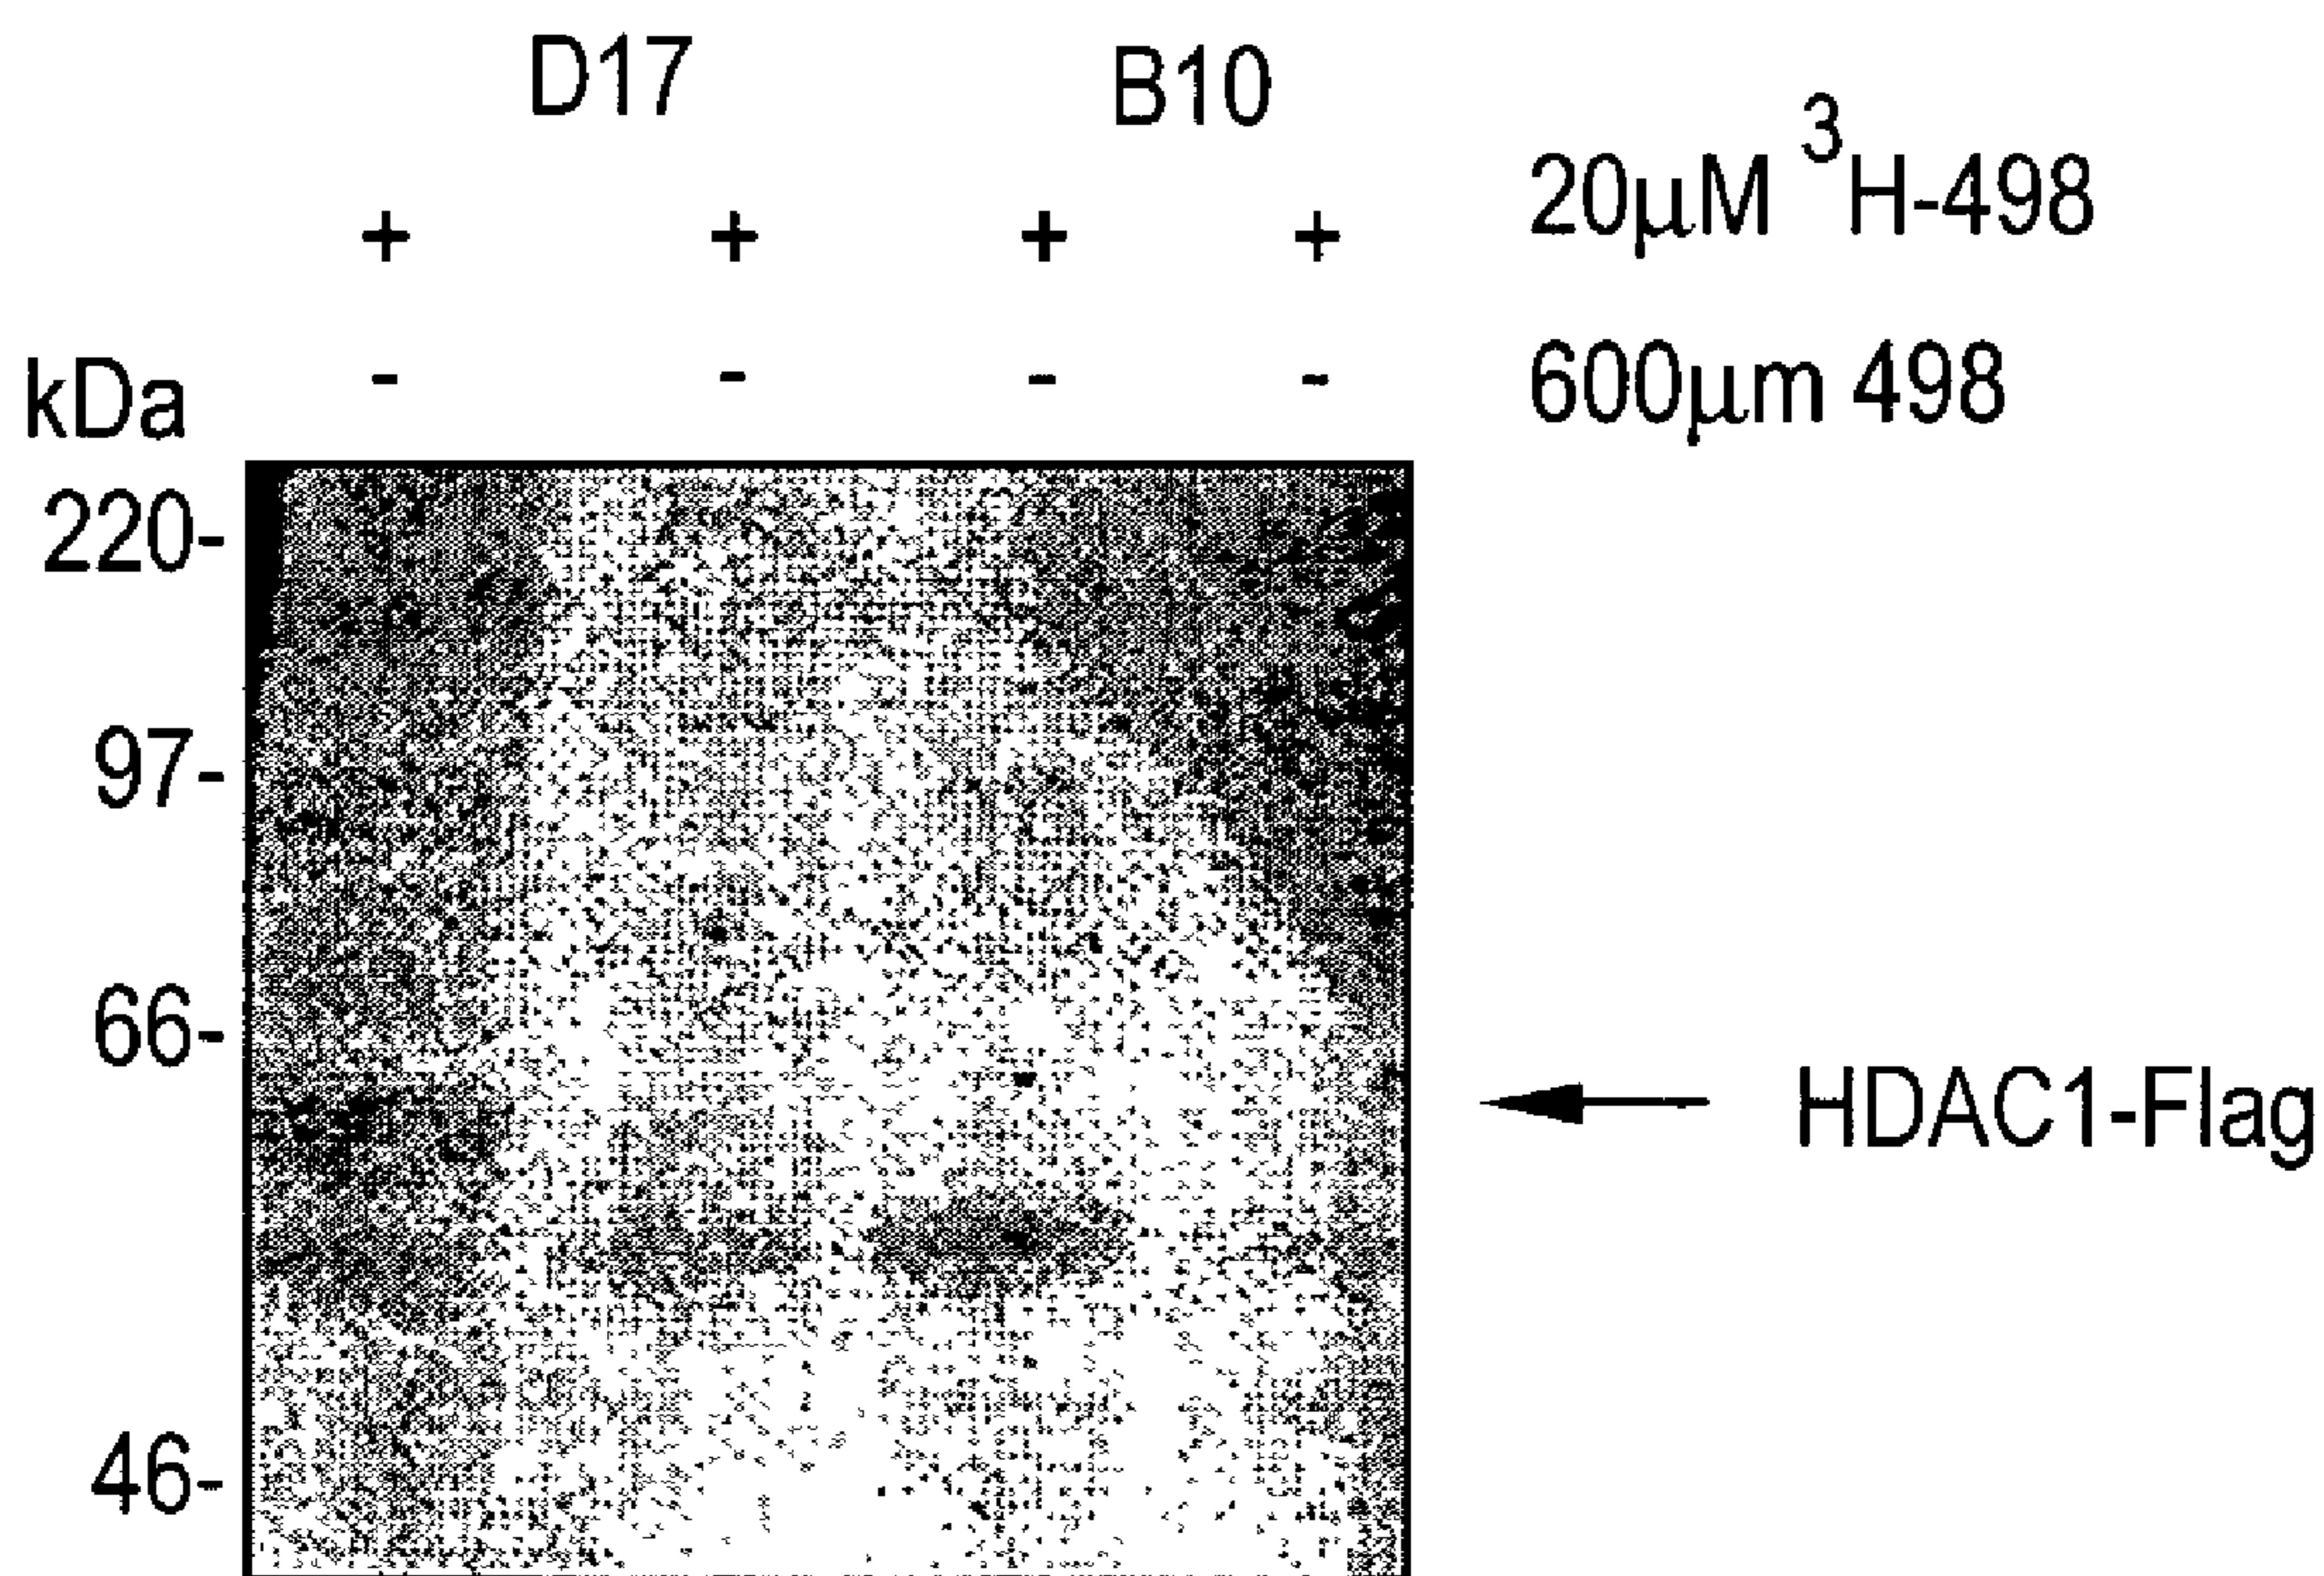 D17 B10
20µM ³H-498
+ + + +
600µm 498
- - - -
kDa
220-
97-
66-
HDAC1-Flag
46-